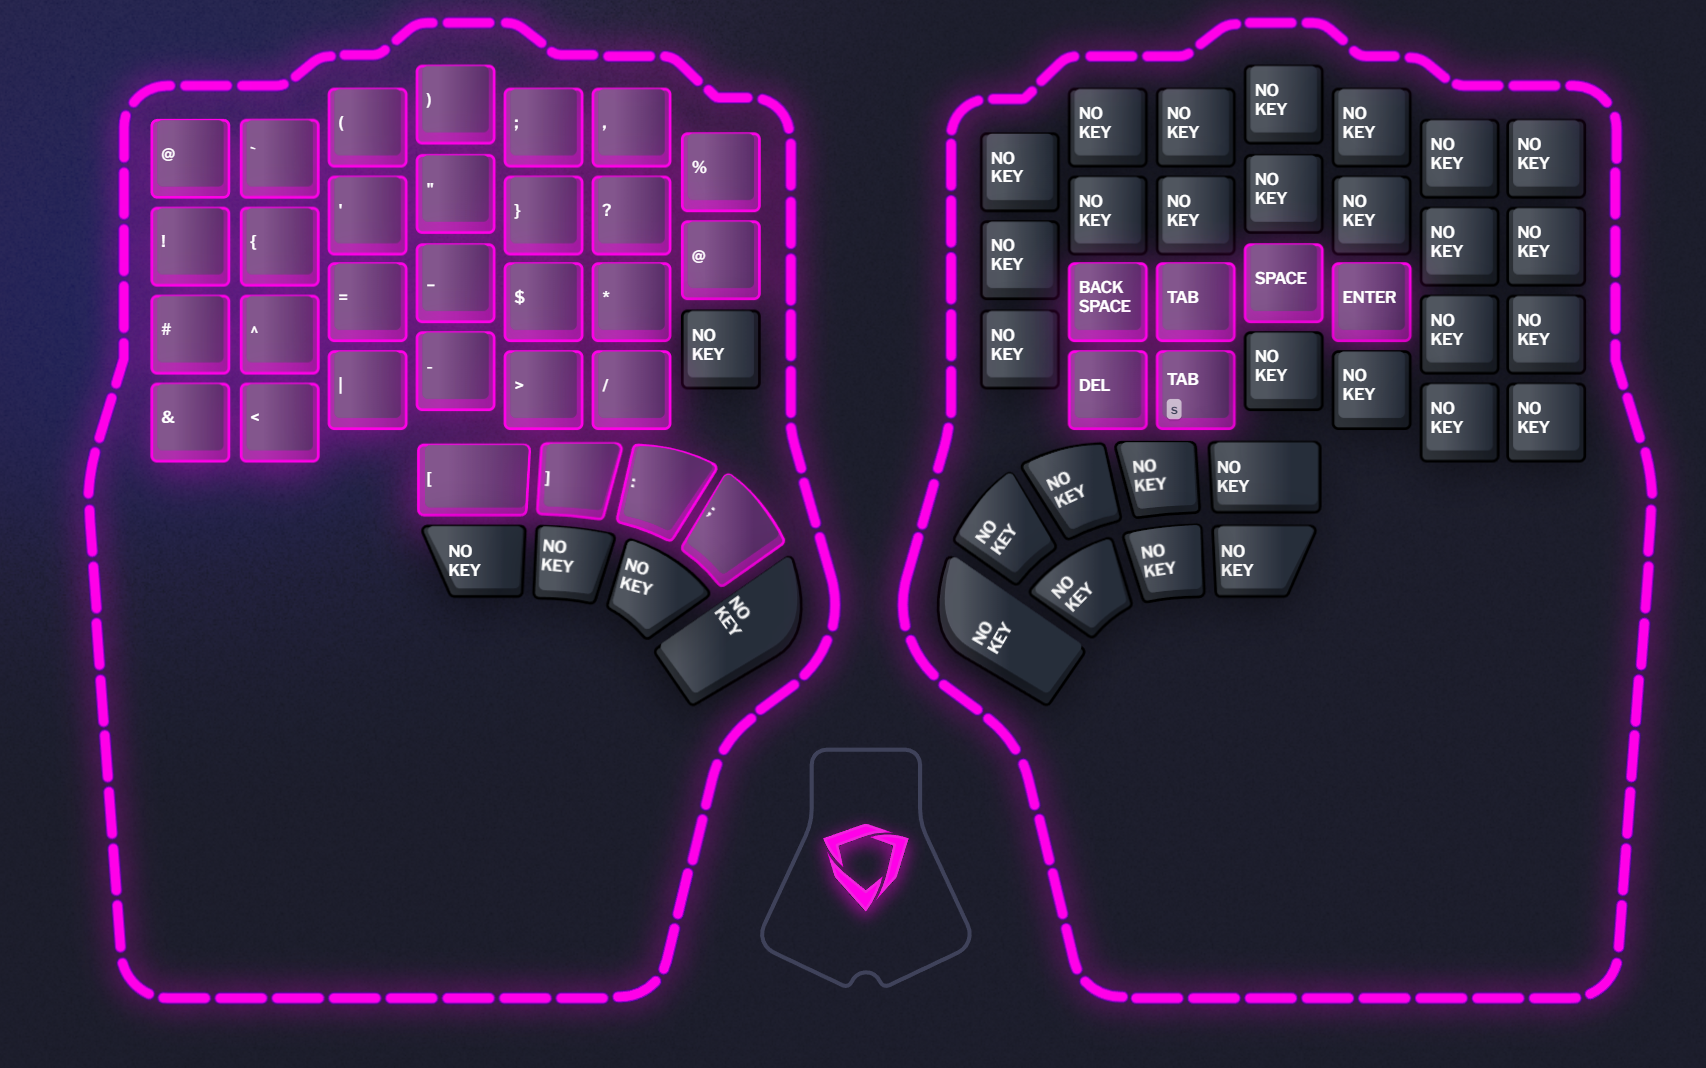 @ ` ( ) ; , %
! { ' " } ? @
# ^ = – $ * NO KEY
& < | - > /
[ ] : ;
NO KEY NO KEY NO KEY NO KEY
NO KEY NO KEY NO KEY NO KEY NO KEY NO KEY NO KEY
NO KEY NO KEY NO KEY NO KEY NO KEY NO KEY NO KEY
NO KEY BACK SPACE TAB SPACE ENTER NO KEY NO KEY
DEL TAB s NO KEY NO KEY NO KEY NO KEY
NO KEY NO KEY NO KEY NO KEY
NO KEY NO KEY NO KEY NO KEY